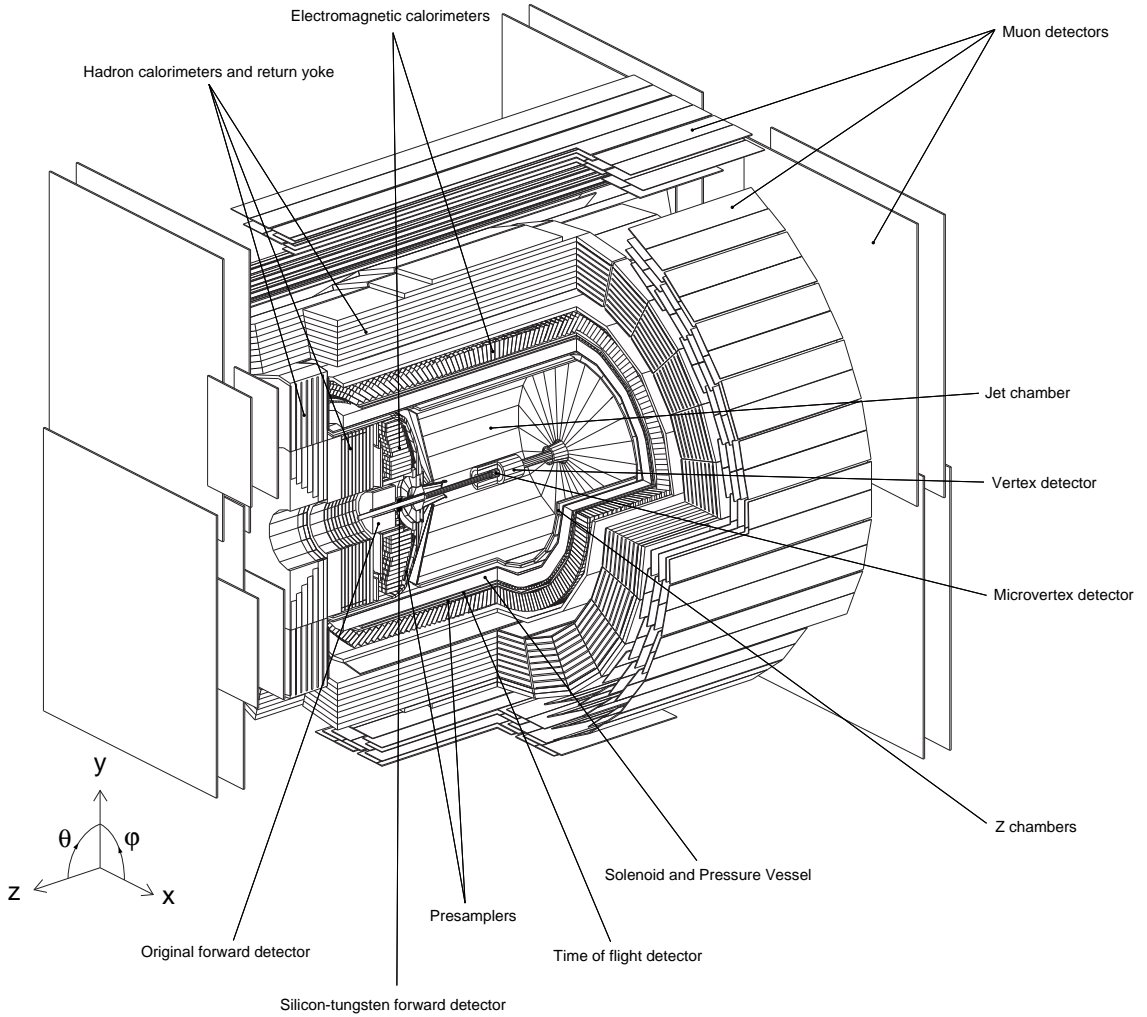 Electromagnetic calorimeters
Muon detectors
Hadron calorimeters and return yoke
Jet chamber
Vertex detector
Microvertex detector
y
θ φ
Z chambers
z x
Solenoid and Pressure Vessel
Presamplers
Original forward detector
Time of flight detector
Silicon-tungsten forward detector